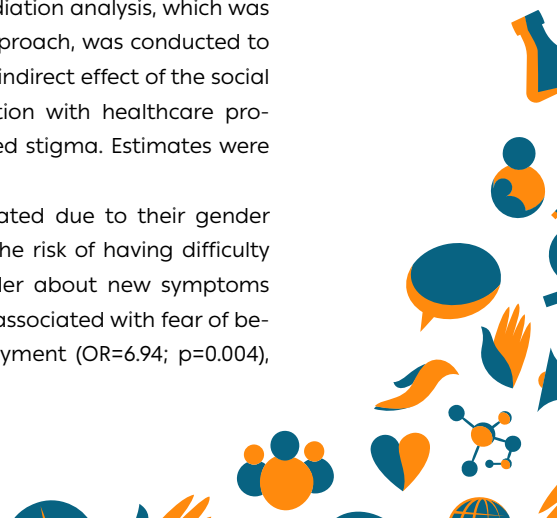 diation analysis, which was
proach, was conducted to
indirect effect of the social
tion with healthcare pro-
ed stigma. Estimates were
ated due to their gender
he risk of having difficulty
der about new symptoms
associated with fear of be-
yment (OR=6.94; p=0.004),